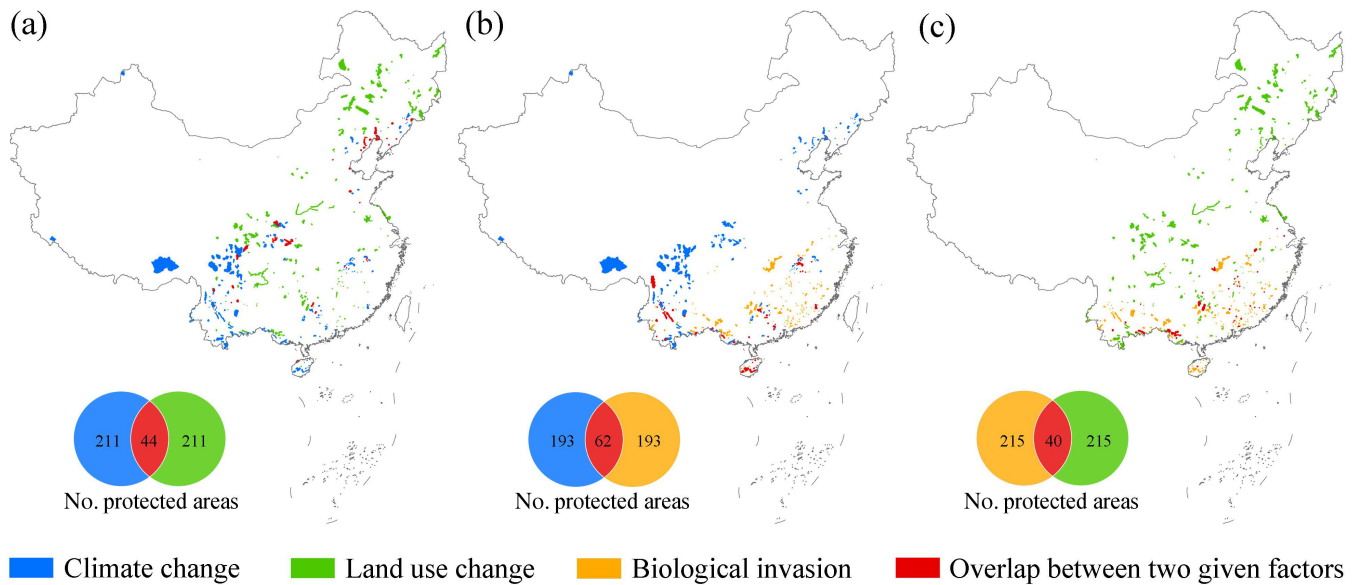 (a)
(b)
(c)
211 44 211
193 62 193
215 40 215
No. protected areas
No. protected areas
No. protected areas
Climate change
Land use change
Biological invasion
Overlap between two given factors